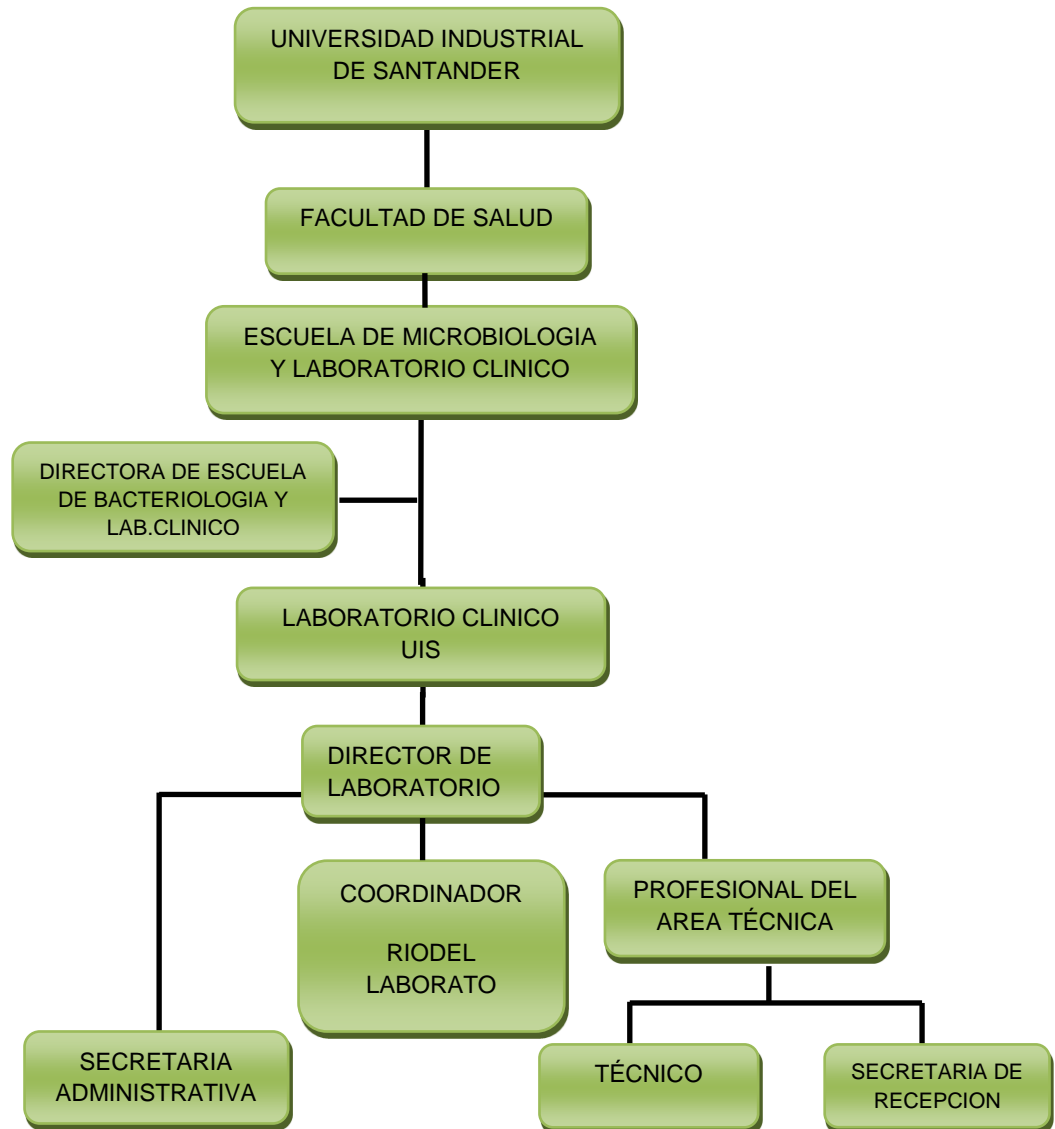 UNIVERSIDAD INDUSTRIAL
DE SANTANDER
FACULTAD DE SALUD
ESCUELA DE MICROBIOLOGIA
Y LABORATORIO CLINICO
DIRECTORA DE ESCUELA
DE BACTERIOLOGIA Y
LAB.CLINICO
LABORATORIO CLINICO
UIS
DIRECTOR DE
LABORATORIO
COORDINADOR
RIODEL
LABORATO
PROFESIONAL DEL
AREA TÉCNICA
SECRETARIA
ADMINISTRATIVA
TÉCNICO
SECRETARIA DE
RECEPCION